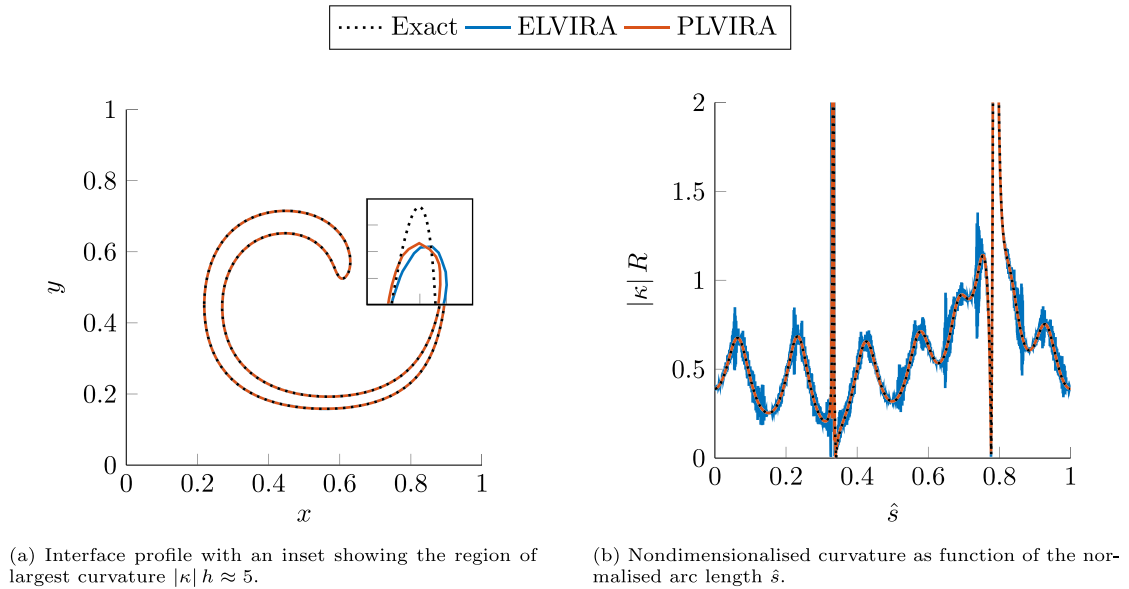 Exact ELVIRA PLVIRA
1
0.8
0.6
0.4
0.2
0
0 0.2 0.4 0.6 0.8 1
y
x
2
1.5
1
0.5
0
0 0.2 0.4 0.6 0.8 1
|κ| R
ŝ
(a) Interface profile with an inset showing the region of
largest curvature |κ| h ≈ 5.
(b) Nondimensionalised curvature as function of the nor-
malised arc length ŝ.